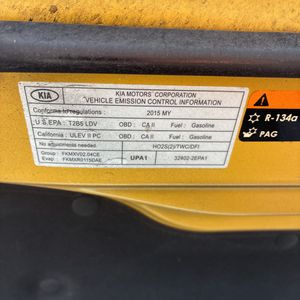 KIA
KIA MOTORS CORPORATION
VEHICLE EMISSION CONTROL INFORMATION
Conforms to regulations : 2015 MY
U.S.EPA : T2B5 LDV OBD : CA II Fuel : Gasoline
California : ULEV II PC OBD : CA II Fuel : Gasoline
No adjustments needed. HO2S(2)/TWC/DFI
Group : FKMXV02.04CE
Evap : FKMXR0115DAE UPA1 32402-2EPA1
R-134a
PAG